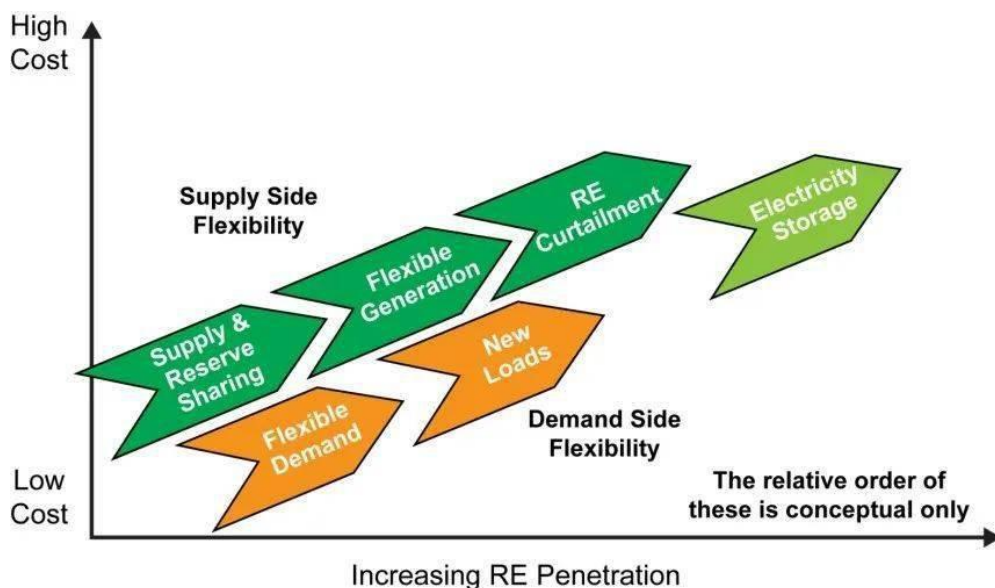 High
Cost
Supply Side
Flexibility
RE
Curtailment
Electricity
Storage
Flexible
Generation
Supply &
Reserve
Sharing
New
Loads
Flexible
Demand
Demand Side
Flexibility
Low
Cost
The relative order of
these is conceptual only
Increasing RE Penetration